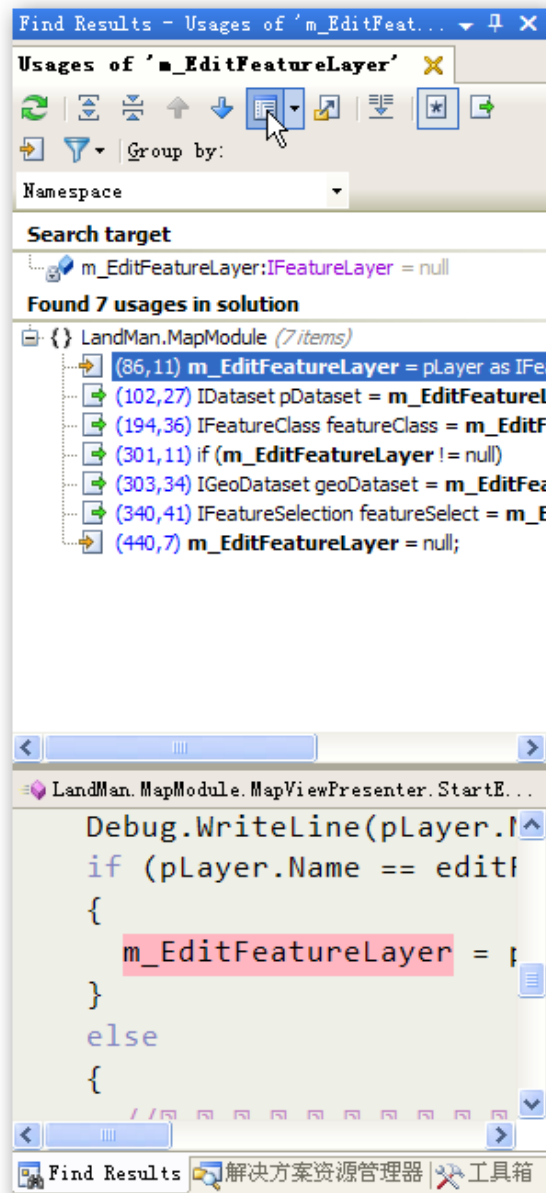 Find Results - Usages of 'm_EditFeat...
Usages of 'm_EditFeatureLayer'
Group by:
Namespace
Search target
m_EditFeatureLayer:IFeatureLayer = null
Found 7 usages in solution
{} LandMan.MapModule (7 items)
(86,11) m_EditFeatureLayer = pLayer as IFe
(102,27) IDataset pDataset = m_EditFeatureL
(194,36) IFeatureClass featureClass = m_EditF
(301,11) if (m_EditFeatureLayer != null)
(303,34) IGeoDataset geoDataset = m_EditFea
(340,41) IFeatureSelection featureSelect = m_E
(440,7) m_EditFeatureLayer = null;
LandMan.MapModule.MapViewPresenter.StartE...
Debug.WriteLine(pLayer.N
if (pLayer.Name == editF
{
m_EditFeatureLayer = p
}
else
{
//
Find Results 解决方案资源管理器 工具箱